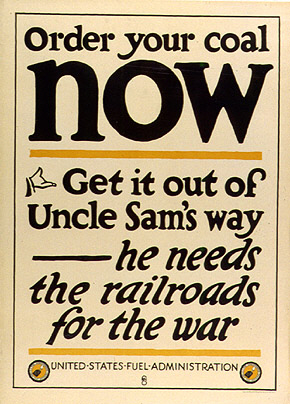 Order your coal
now
Get it out of
Uncle Sam's way
— he needs
the railroads
for the war
UNITED·STATES·FUEL·ADMINISTRATION